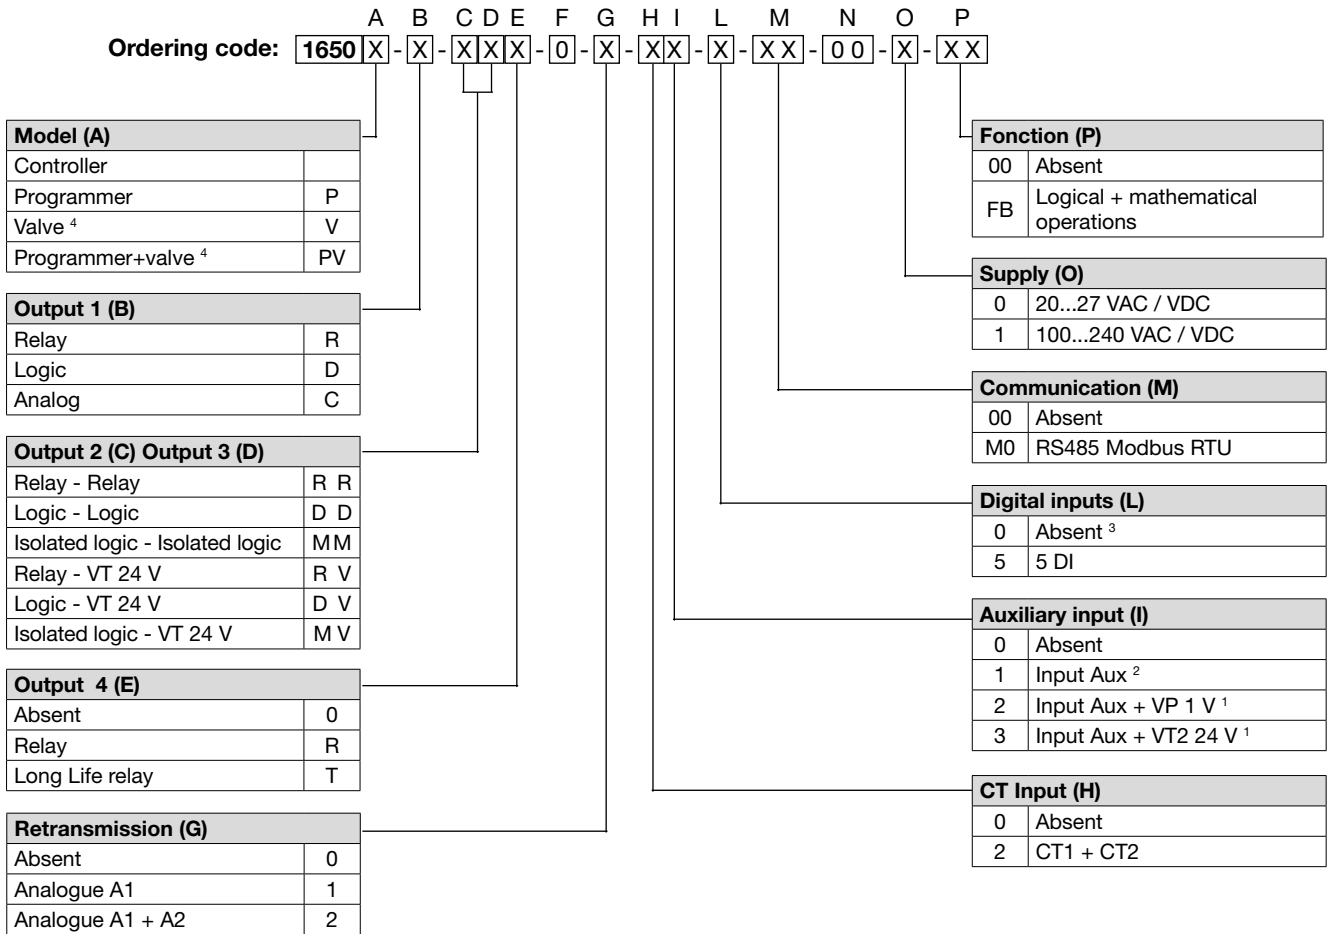 A B C D E F G H I L M N O P
Ordering code: 1650 X - X - X X X - 0 - X - X X - X - X X - 0 0 - X - X X
Model (A)
Controller
Programmer P
Valve 4 V
Programmer+valve 4 PV
Output 1 (B)
Relay R
Logic D
Analog C
Output 2 (C) Output 3 (D)
Relay - Relay R R
Logic - Logic D D
Isolated logic - Isolated logic M M
Relay - VT 24 V R V
Logic - VT 24 V D V
Isolated logic - VT 24 V M V
Output 4 (E)
Absent 0
Relay R
Long Life relay T
Retransmission (G)
Absent 0
Analogue A1 1
Analogue A1 + A2 2
Fonction (P)
00 Absent
FB Logical + mathematical
operations
Supply (O)
0 20...27 VAC / VDC
1 100...240 VAC / VDC
Communication (M)
00 Absent
M0 RS485 Modbus RTU
Digital inputs (L)
0 Absent 3
5 5 DI
Auxiliary input (I)
0 Absent
1 Input Aux 2
2 Input Aux + VP 1 V 1
3 Input Aux + VT2 24 V 1
CT Input (H)
0 Absent
2 CT1 + CT2